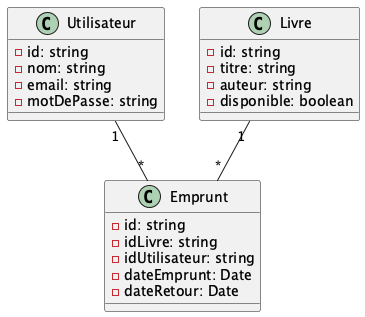 C Utilisateur
id: string
nom: string
email: string
motDePasse: string
C Livre
id: string
titre: string
auteur: string
disponible: boolean
1
1
*
*
C Emprunt
id: string
idLivre: string
idUtilisateur: string
dateEmprunt: Date
dateRetour: Date